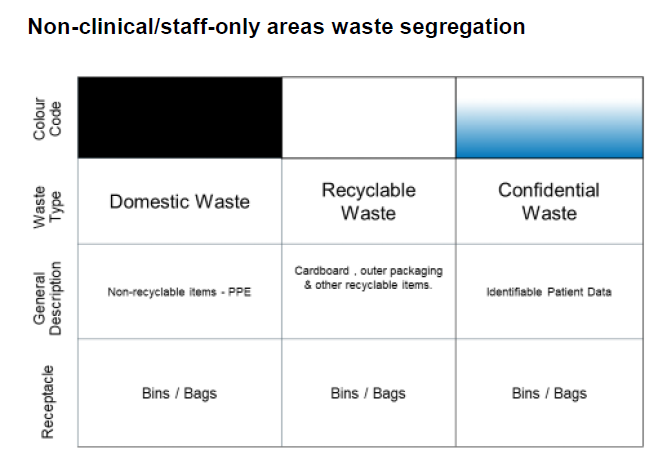 Non-clinical/staff-only areas waste segregation
Colour
Code
Waste
Type
Domestic Waste
Recyclable
Waste
Confidential
Waste
General
Description
Non-recyclable items - PPE
Cardboard , outer packaging
& other recyclable items.
Identifiable Patient Data
Receptacle
Bins / Bags
Bins / Bags
Bins / Bags